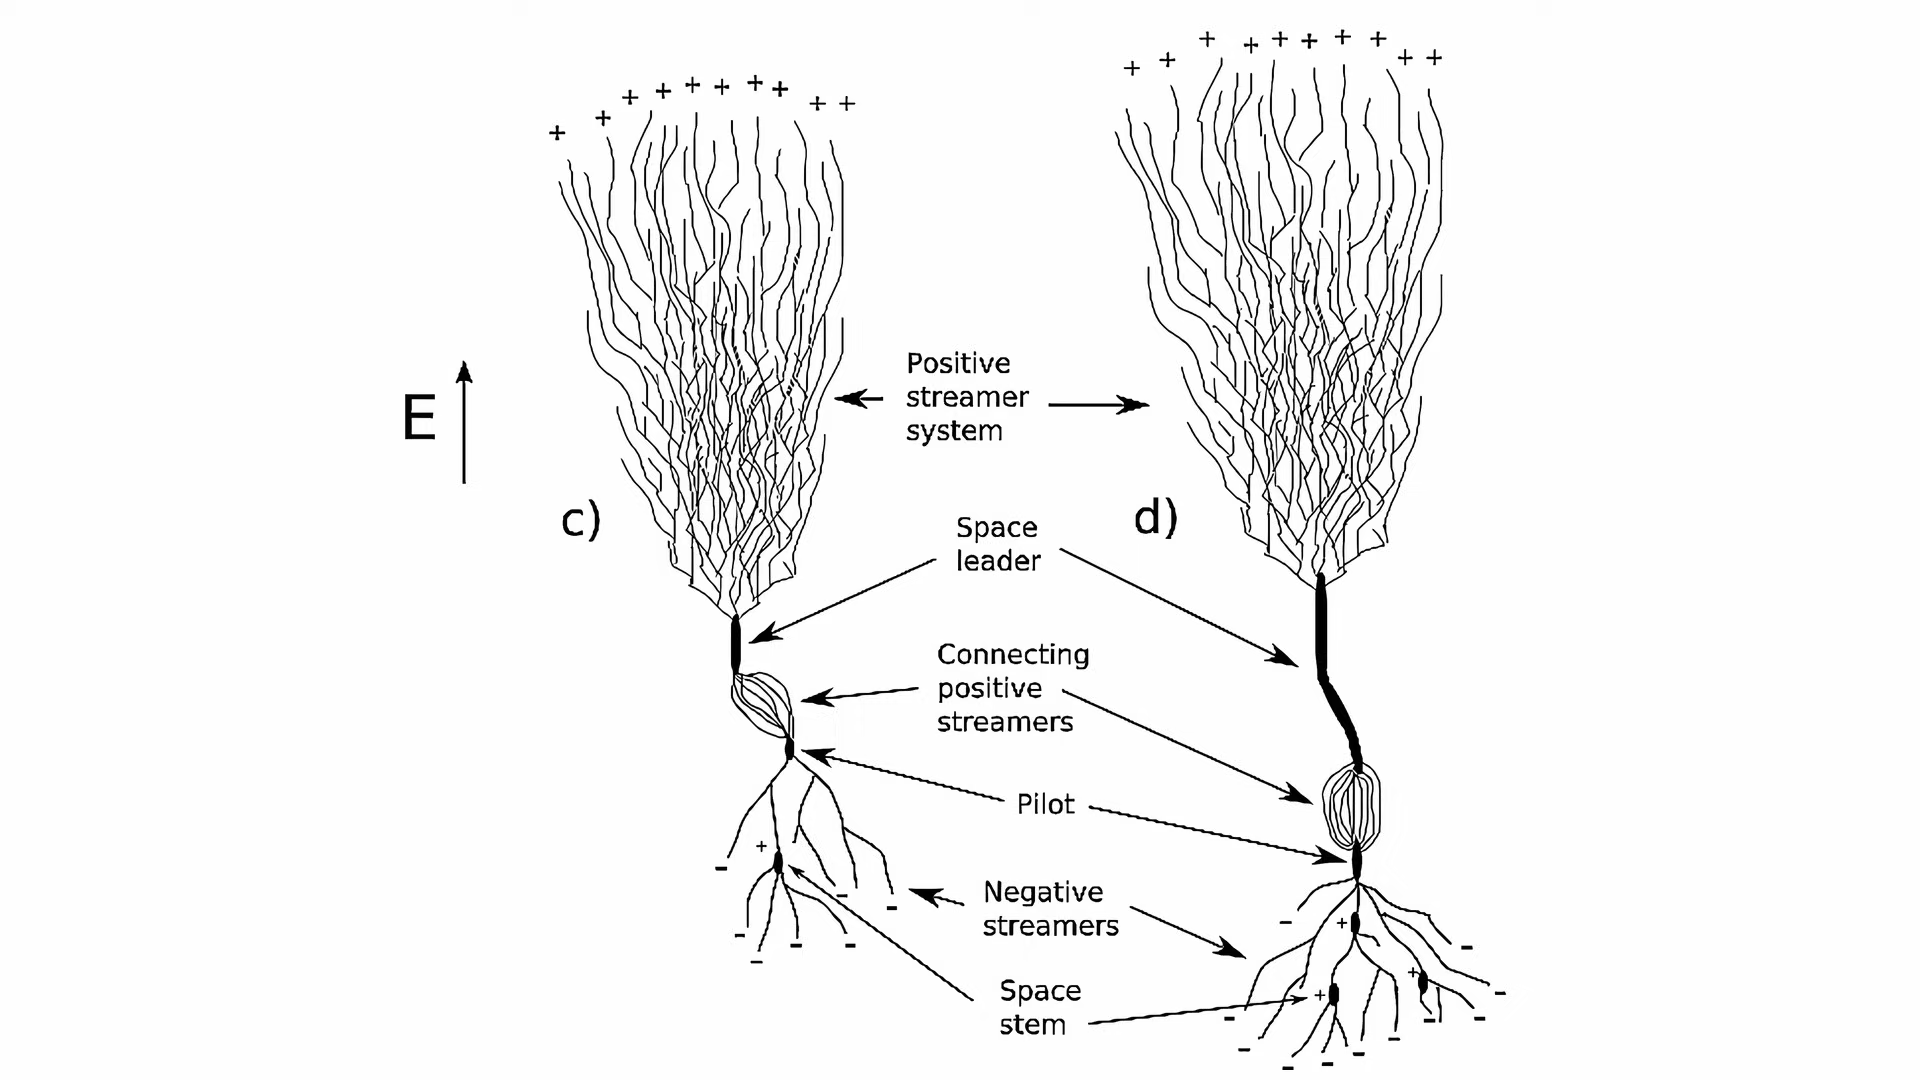 E
c)
d)
Positive
streamer
system
Space
leader
Connecting
positive
streamers
Pilot
Negative
streamers
Space
stem